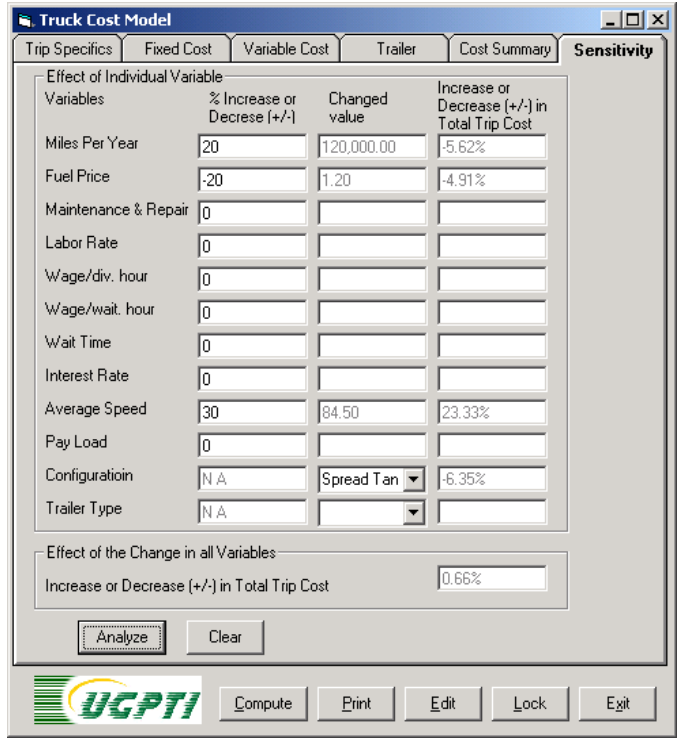 Truck Cost Model
Trip Specifics Fixed Cost Variable Cost Trailer Cost Summary Sensitivity
Effect of Individual Variable
Variables % Increase or Decrese (+/-) Changed value Increase or Decrease (+/-) in Total Trip Cost
Miles Per Year 20 120,000.00 -5.62%
Fuel Price -20 1.20 -4.91%
Maintenance & Repair 0
Labor Rate 0
Wage/div. hour 0
Wage/wait. hour 0
Wait Time 0
Interest Rate 0
Average Speed 30 84.50 23.33%
Pay Load 0
Configuratioin N A Spread Tan -6.35%
Trailer Type N A
Effect of the Change in all Variables
Increase or Decrease (+/-) in Total Trip Cost 0.66%
Analyze Clear
UGPTI Compute Print Edit Lock Exit